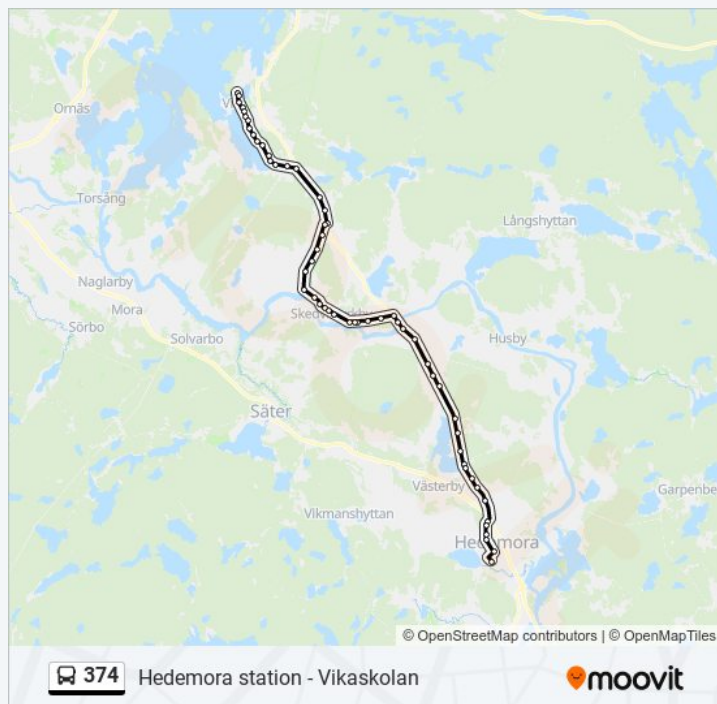 Ornäs
Torsång
Långshyttan
Naglarby
Mora
Sörbo
Solvarbo
Husby
Säter
Västerby
Garpenbe
Vikmanshyttan
Hedemora
© OpenStreetMap contributors | © OpenMapTiles
374 Hedemora station - Vikaskolan
moovit